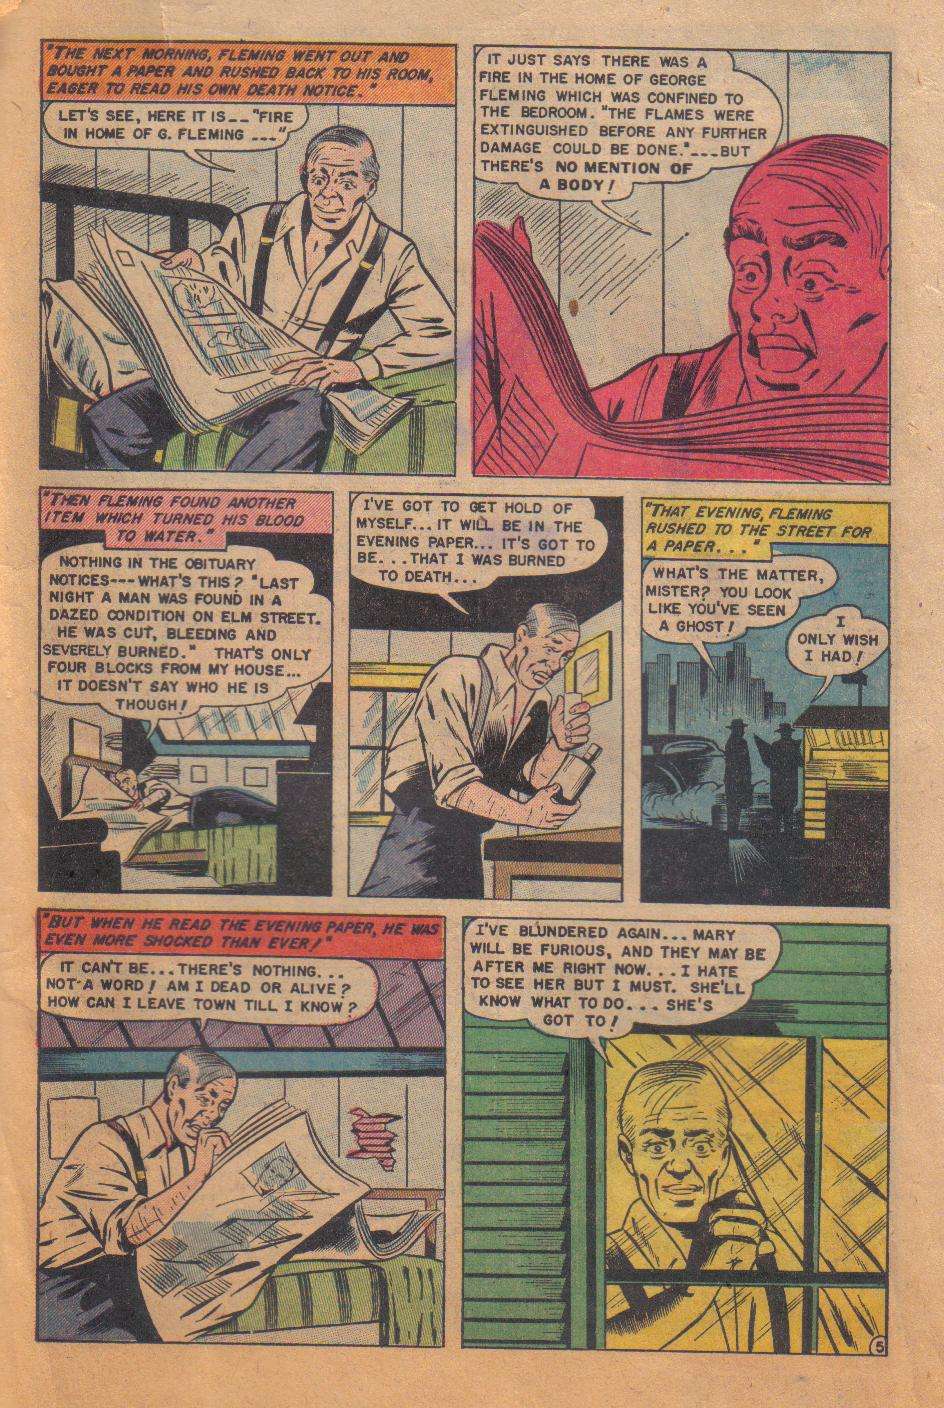 "THE NEXT MORNING, FLEMING WENT OUT AND
BOUGHT A PAPER AND RUSHED BACK TO HIS ROOM,
EAGER TO READ HIS OWN DEATH NOTICE."
LET'S SEE, HERE IT IS-- "FIRE
IN HOME OF G. FLEMING ---"
IT JUST SAYS THERE WAS A
FIRE IN THE HOME OF GEORGE
FLEMING WHICH WAS CONFINED TO
THE BEDROOM. "THE FLAMES WERE
EXTINGUISHED BEFORE ANY FURTHER
DAMAGE COULD BE DONE."---BUT
THERE'S NO MENTION OF
A BODY!
"THEN FLEMING FOUND ANOTHER
ITEM WHICH TURNED HIS BLOOD
TO WATER."
NOTHING IN THE OBITUARY
NOTICES---WHAT'S THIS? "LAST
NIGHT A MAN WAS FOUND IN A
DAZED CONDITION ON ELM STREET.
HE WAS CUT, BLEEDING AND
SEVERELY BURNED." THAT'S ONLY
FOUR BLOCKS FROM MY HOUSE...
IT DOESN'T SAY WHO HE IS
THOUGH!
I'VE GOT TO GET HOLD OF
MYSELF... IT WILL BE IN THE
EVENING PAPER... IT'S GOT TO
BE... THAT I WAS BURNED
TO DEATH...
"THAT EVENING, FLEMING
RUSHED TO THE STREET FOR
A PAPER..."
WHAT'S THE MATTER,
MISTER? YOU LOOK
LIKE YOU'VE SEEN
A GHOST!
I
ONLY WISH
I HAD!
"BUT WHEN HE READ THE EVENING PAPER, HE WAS
EVEN MORE SHOCKED THAN EVER!"
IT CAN'T BE... THERE'S NOTHING...
NOT A WORD! AM I DEAD OR ALIVE?
HOW CAN I LEAVE TOWN TILL I KNOW?
I'VE BLUNDERED AGAIN... MARY
WILL BE FURIOUS, AND THEY MAY BE
AFTER ME RIGHT NOW... I HATE
TO SEE HER BUT I MUST. SHE'LL
KNOW WHAT TO DO... SHE'S
GOT TO!
5